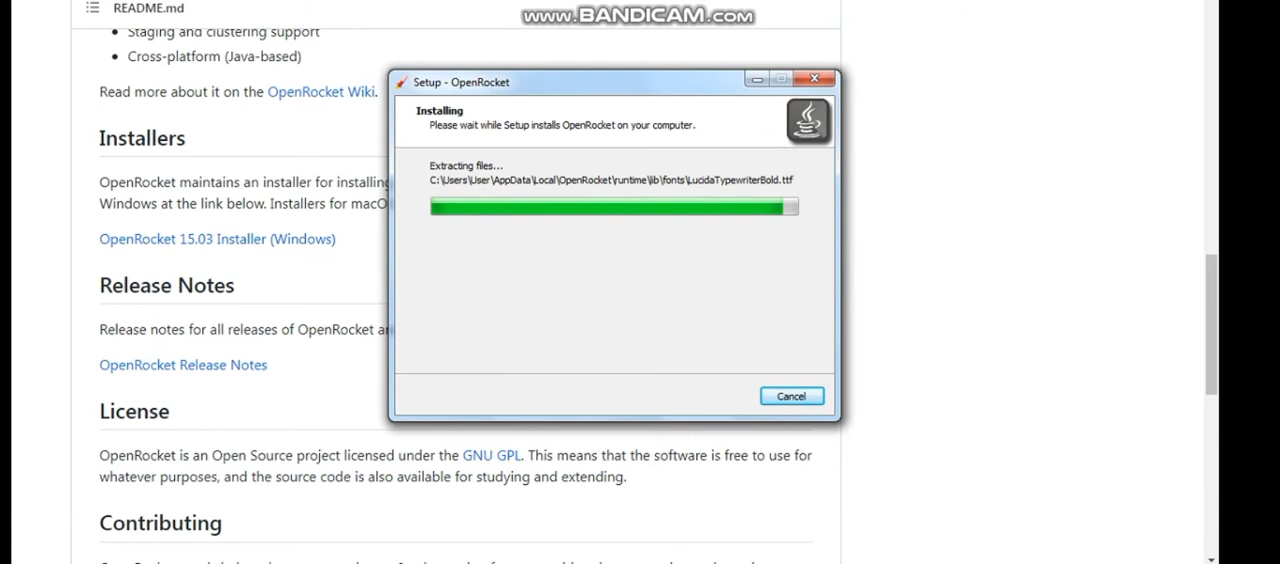 README.md
www.BANDICAM.com
Staging and clustering support
Cross-platform (Java-based)
Read more about it on the OpenRocket Wiki.
Installers
OpenRocket maintains an installer for installing
Windows at the link below. Installers for macO
OpenRocket 15.03 Installer (Windows)
Release Notes
Release notes for all releases of OpenRocket
OpenRocket Release Notes
License
OpenRocket is an Open Source project licensed under the GNU GPL. This means that the software is free to use for
whatever purposes, and the source code is also available for studying and extending.
Contributing
Setup - OpenRocket
Installing
Please wait while Setup installs OpenRocket on your computer.
Extracting files...
C:\Users\User\AppData\Local\OpenRocket\runtime\lib\fonts\LucidaTypewriterBold.ttf
Cancel